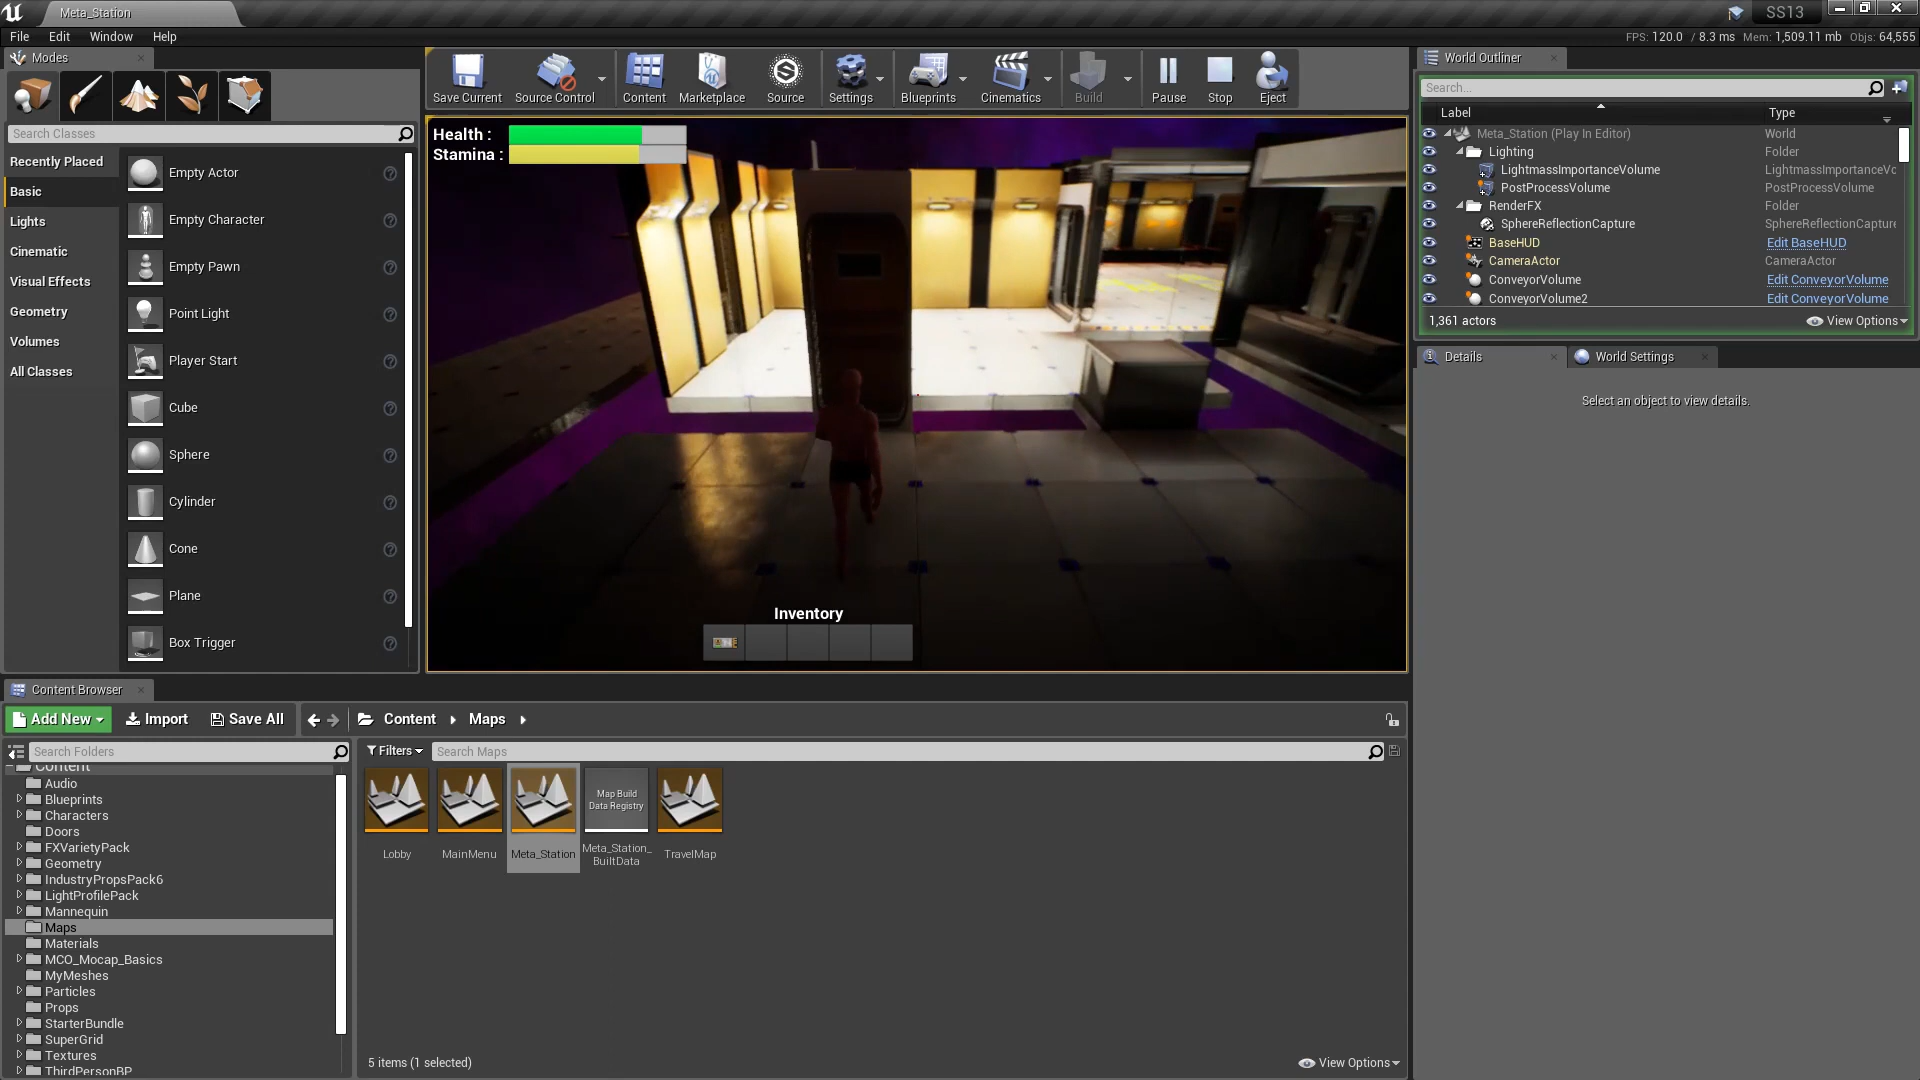 Meta_Station
SS13
File Edit Window Help
FPS: 120.0 / 8.3 ms Mem: 1,509.11 mb Objs: 64,555
Modes
Search Classes
Recently Placed
Basic
Lights
Cinematic
Visual Effects
Geometry
Volumes
All Classes
Empty Actor
Empty Character
Empty Pawn
Point Light
Player Start
Cube
Sphere
Cylinder
Cone
Plane
Box Trigger
Save Current
Source Control
Content
Marketplace
Source
Settings
Blueprints
Cinematics
Build
Pause
Stop
Eject
Health :
Stamina :
Inventory
World Outliner
Search...
Label Type
Meta_Station (Play In Editor) World
Lighting Folder
LightmassImportanceVolume LightmassImportanceVc
PostProcessVolume PostProcessVolume
RenderFX Folder
SphereReflectionCapture SphereReflectionCapture
BaseHUD Edit BaseHUD
CameraActor CameraActor
ConveyorVolume Edit ConveyorVolume
ConveyorVolume2 Edit ConveyorVolume
1,361 actors View Options
Details World Settings
Select an object to view details.
Content Browser
Add New Import Save All Content Maps
Search Folders
Content
Audio
Blueprints
Characters
Doors
FXVarietyPack
Geometry
IndustryPropsPack6
LightProfilePack
Mannequin
Maps
Materials
MCO_Mocap_Basics
MyMeshes
Particles
Props
StarterBundle
SuperGrid
Textures
ThirdPersonBP
Filters Search Maps
Map Build
Data Registry
Lobby
MainMenu
Meta_Station
Meta_Station_
BuiltData
TravelMap
5 items (1 selected) View Options